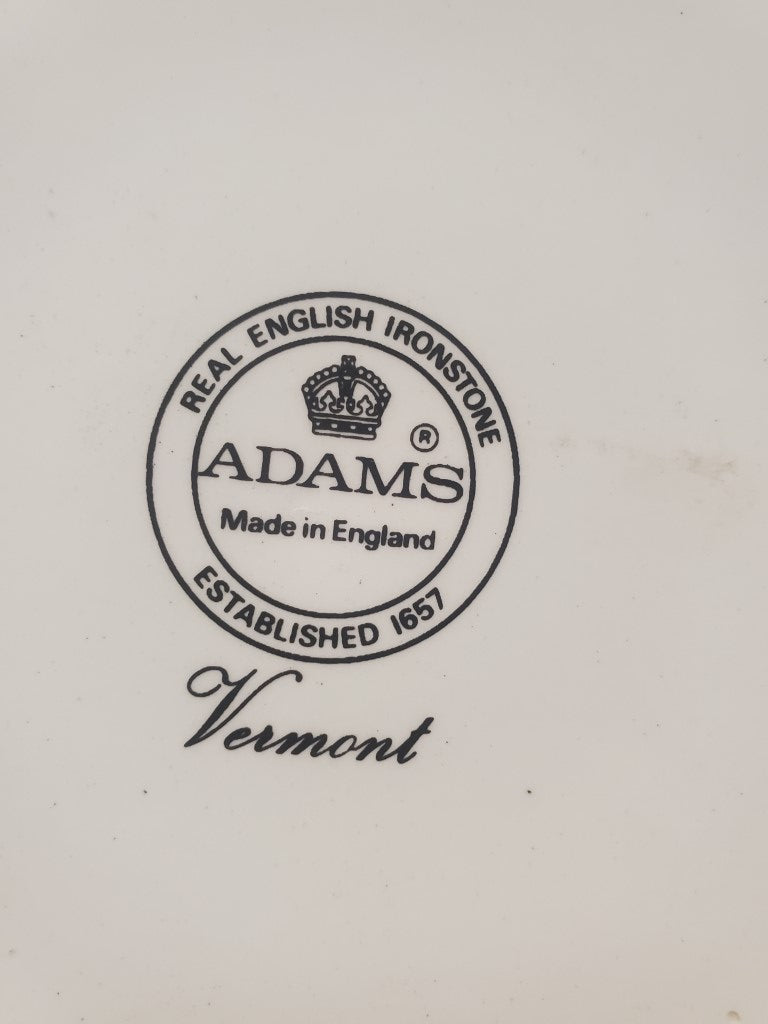 REAL ENGLISH IRONSTONE
ADAMS ®
Made in England
ESTABLISHED 1657
Vermont